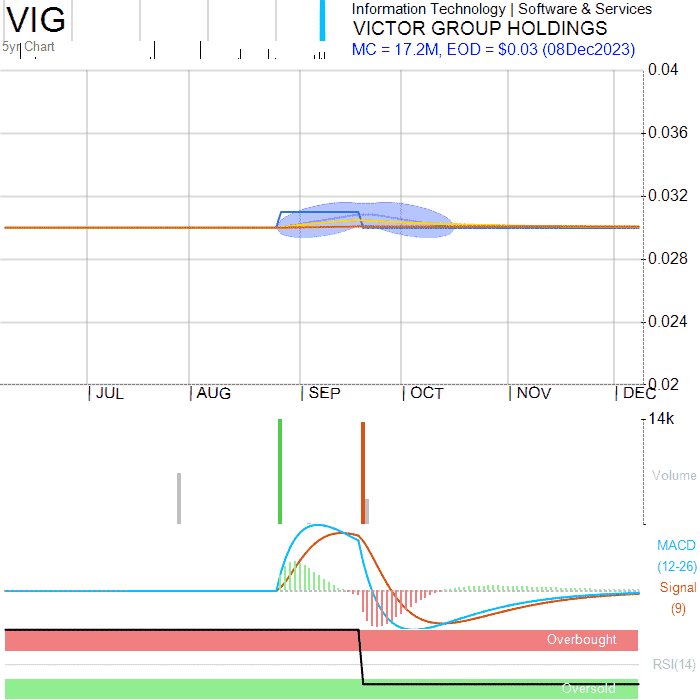 VIG
Information Technology | Software & Services
VICTOR GROUP HOLDINGS
5yr Chart
MC = 17.2M, EOD = $0.03 (08Dec2023)
0.04
0.036
0.032
0.028
0.024
0.02
JUL AUG SEP OCT NOV DEC
14k
Volume
MACD
(12-26)
Signal
(9)
Overbought
RSI(14)
Oversold